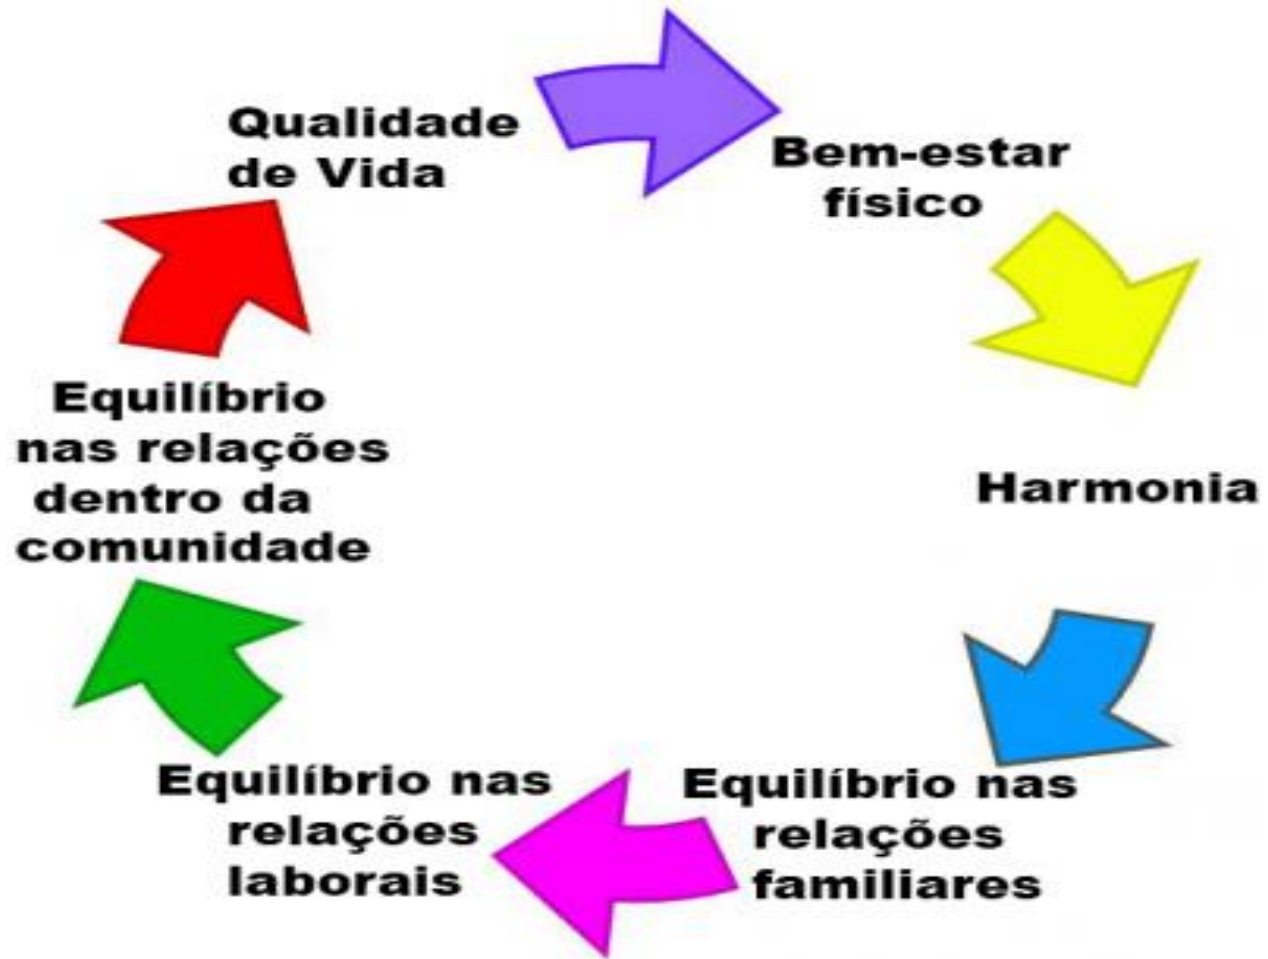 Qualidade
de Vida
Bem-estar
físico
Harmonia
Equilíbrio nas
relações
familiares
Equilíbrio nas
relações
laborais
Equilíbrio
nas relações
dentro da
comunidade